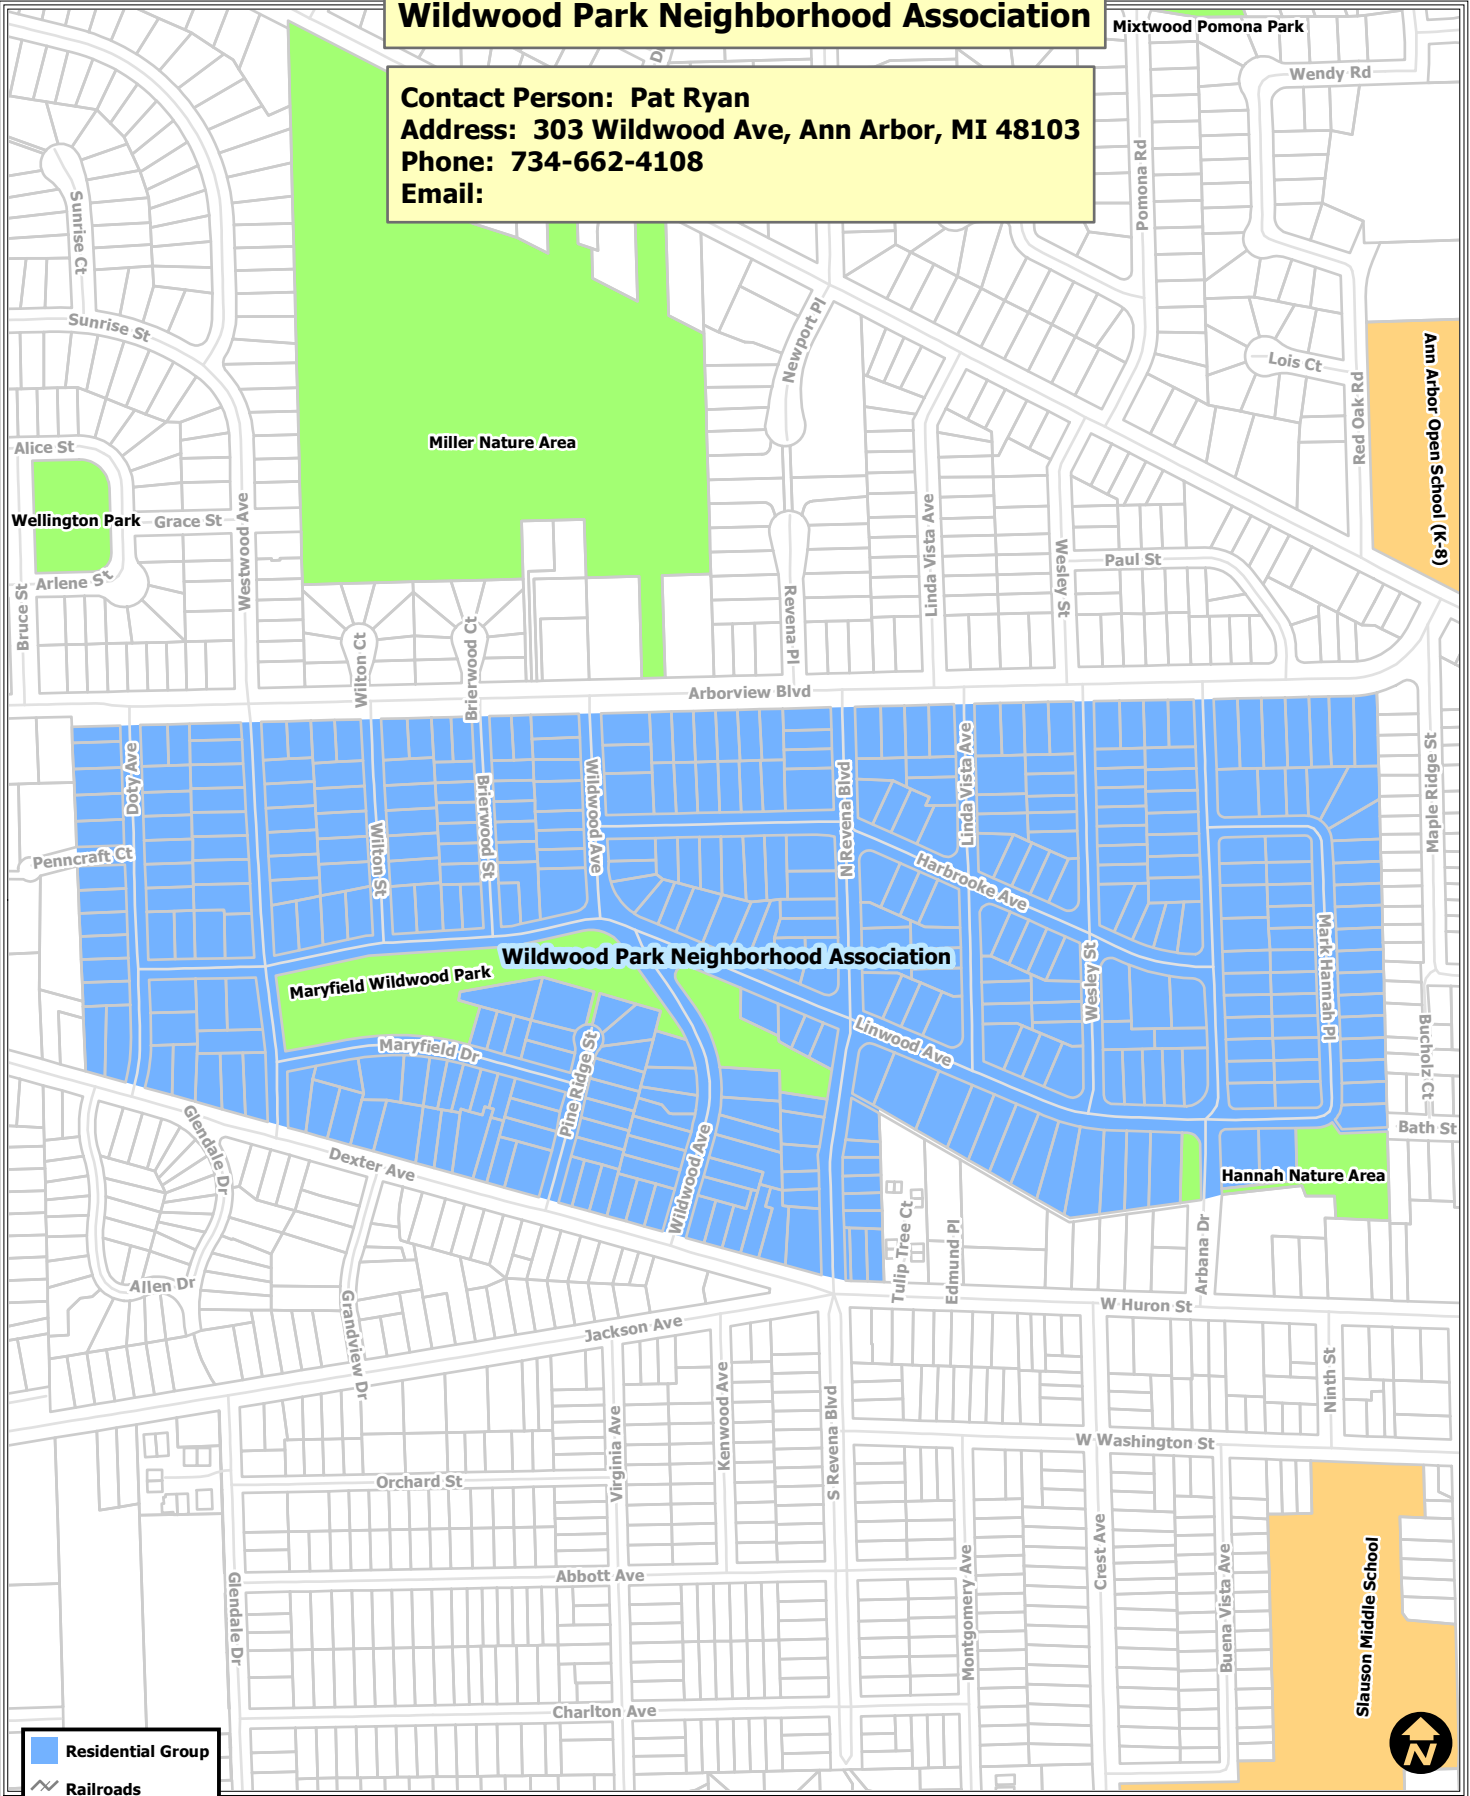 Wildwood Park Neighborhood Association
Mixtwood Pomona Park
Contact Person:  Pat Ryan
Address:  303 Wildwood Ave, Ann Arbor, MI 48103
Phone:  734-662-4108
Email:
Wendy Rd
Pomona Rd
Sunrise Ct
Sunrise St
Newport Pl
Lois Ct
Red Oak Rd
Ann Arbor Open School (K-8)
Alice St
Miller Nature Area
Wellington Park
Grace St
Westwood Ave
Arlene St
Bruce St
Linda Vista Ave
Wesley St
Paul St
Revena Pl
Wilton Ct
Brierwood Ct
Arborview Blvd
Doty Ave
Penncraft Ct
Wilton St
Brierwood St
Wildwood Ave
N Revena Blvd
Linda Vista Ave
Harbrooke Ave
Maple Ridge St
Mark Hannah Pl
Wesley St
Wildwood Park Neighborhood Association
Maryfield Wildwood Park
Maryfield Dr
Pine Ridge St
Linwood Ave
Bucholz Ct
Bath St
Glendale Dr
Dexter Ave
Wildwood Ave
Hannah Nature Area
Allen Dr
Grandview Dr
Tulip Tree Ct
Edmund Pl
Arbana Dr
W Huron St
Jackson Ave
Kenwood Ave
Virginia Ave
S Revena Blvd
Ninth St
W Washington St
Orchard St
Abbott Ave
Glendale Dr
Montgomery Ave
Crest Ave
Buena Vista Ave
Slauson Middle School
Charlton Ave
Residential Group
Railroads
N